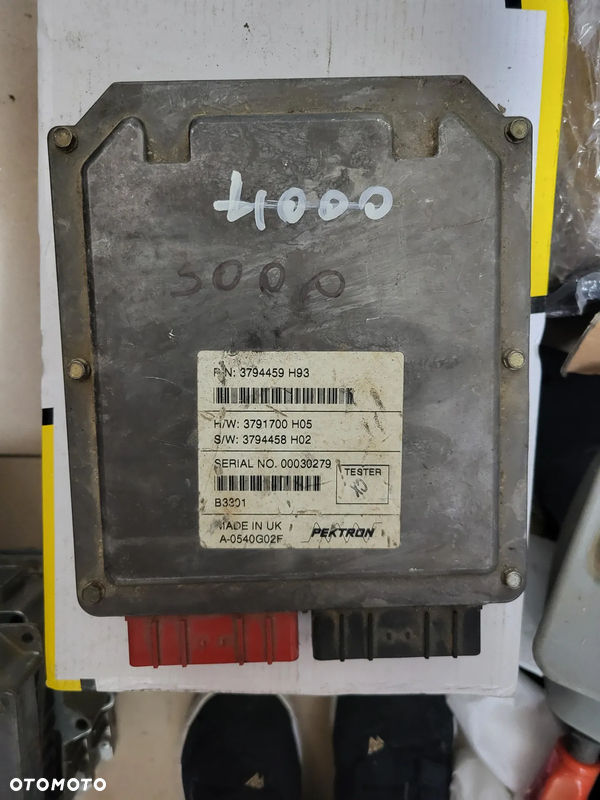 4000
5000
P/N: 3794459 H93
H/W: 3791700 H05
S/W: 3794458 H02
SERIAL NO. 00030279
TESTER
B3301
MADE IN UK
A-0540G02F
PEKTRON
OTOMOTO